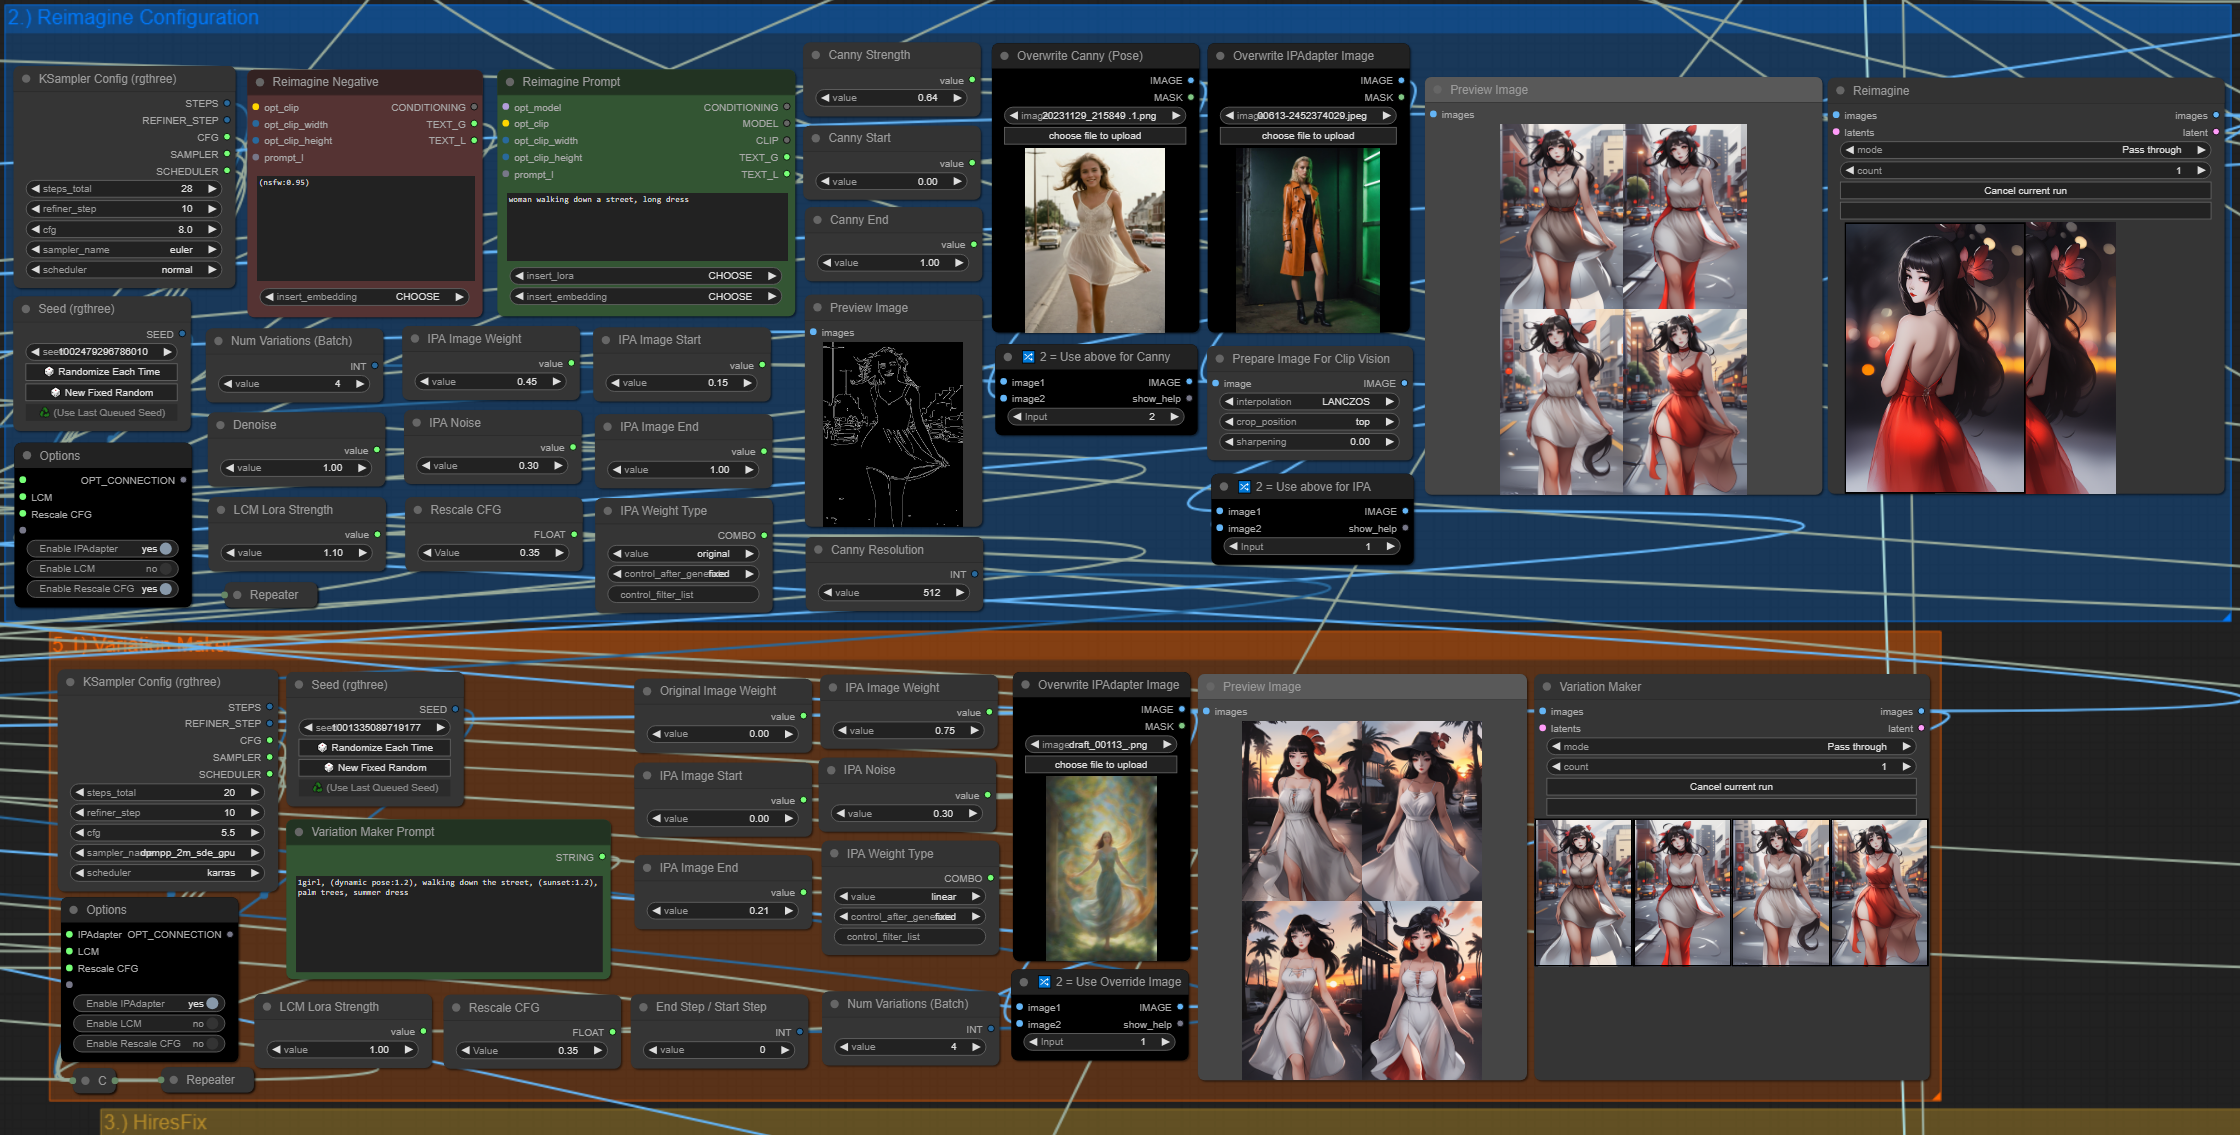 2.) Reimagine Configuration
KSampler Config (rgthree)
STEPS
REFINER_STEP
CFG
SAMPLER
SCHEDULER
steps_total 28
refiner_step 10
cfg 8.0
sampler_name euler
scheduler normal
Reimagine Negative
opt_clip CONDITIONING
opt_clip_width TEXT_G
opt_clip_height TEXT_L
prompt_l
(nsfw:0.95)
insert_embedding CHOOSE
Reimagine Prompt
opt_model CONDITIONING
opt_clip MODEL
opt_clip_width CLIP
opt_clip_height TEXT_G
prompt_l TEXT_L
woman walking down a street, long dress
insert_lora CHOOSE
insert_embedding CHOOSE
Canny Strength
value
value 0.64
Canny Start
value
value 0.00
Canny End
value
value 1.00
Preview Image
images
Canny Resolution
INT
value 512
Overwrite Canny (Pose)
IMAGE
MASK
20231129_215849 .1.png
choose file to upload
2 = Use above for Canny
image1 IMAGE
image2 show_help
Input 2
Overwrite IPAdapter Image
IMAGE
MASK
00613-2452374029.jpeg
choose file to upload
Prepare Image For Clip Vision
image IMAGE
interpolation LANCZOS
crop_position top
sharpening 0.00
2 = Use above for IPA
image1 IMAGE
image2 show_help
Input 1
Preview Image
images
Reimagine
images images
latents latent
mode Pass through
count 1
Cancel current run
Seed (rgthree)
SEED
1002479296786010
Randomize Each Time
New Fixed Random
(Use Last Queued Seed)
Num Variations (Batch)
INT
value 4
IPA Image Weight
value
value 0.45
IPA Image Start
value
value 0.15
Denoise
value
value 1.00
IPA Noise
value
value 0.30
IPA Image End
value
value 1.00
Options
OPT_CONNECTION
LCM
Rescale CFG
Enable IPAdapter yes
Enable LCM no
Enable Rescale CFG yes
LCM Lora Strength
value
value 1.10
Rescale CFG
FLOAT
Value 0.35
IPA Weight Type
COMBO
value original
control_after_gene fixed
control_filter_list
Repeater
5.1) Variation Maker
KSampler Config (rgthree)
STEPS
REFINER_STEP
CFG
SAMPLER
SCHEDULER
steps_total 20
refiner_step 10
cfg 5.5
sampler_na dpmpp_2m_sde_gpu
scheduler karras
Seed (rgthree)
SEED
1001335089719177
Randomize Each Time
New Fixed Random
(Use Last Queued Seed)
Variation Maker Prompt
STRING
1girl, (dynamic pose:1.2), walking down the street, (sunset:1.2),
palm trees, summer dress
Options
IPAdapter OPT_CONNECTION
LCM
Rescale CFG
Enable IPAdapter yes
Enable LCM no
Enable Rescale CFG no
C
Repeater
LCM Lora Strength
value
value 1.00
Rescale CFG
FLOAT
Value 0.35
End Step / Start Step
INT
value 0
Num Variations (Batch)
INT
value 4
Original Image Weight
value
value 0.00
IPA Image Weight
value
value 0.75
IPA Image Start
value
value 0.00
IPA Noise
value
value 0.30
IPA Image End
value
value 0.21
IPA Weight Type
COMBO
value linear
control_after_gene fixed
control_filter_list
Overwrite IPAdapter Image
IMAGE
MASK
image draft_00113_.png
choose file to upload
2 = Use Override Image
image1 IMAGE
image2 show_help
Input 1
Preview Image
images
Variation Maker
images images
latents latent
mode Pass through
count 1
Cancel current run
3.) HiresFix